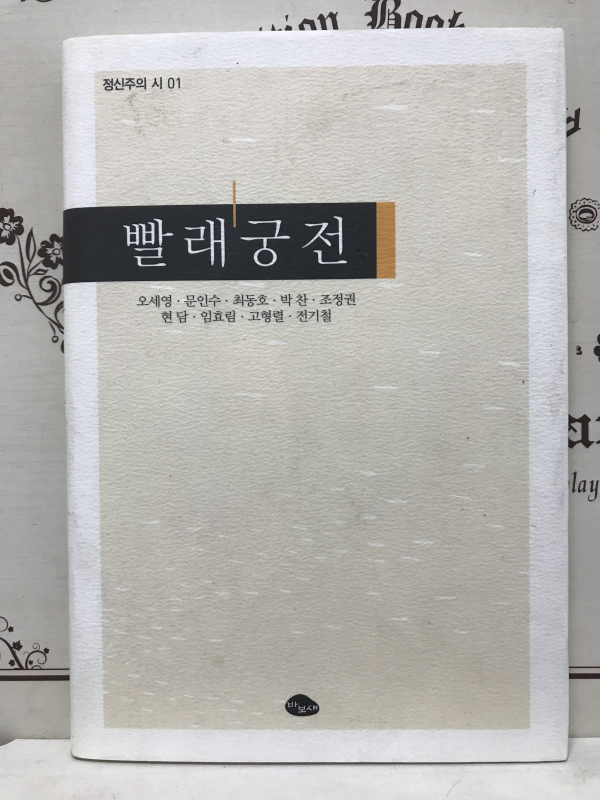 정신주의 시 01
빨래궁전
오세영 · 문인수 · 최동호 · 박 찬 · 조정권
현 담 · 임효림 · 고형렬 · 전기철
바보새
Book
lay